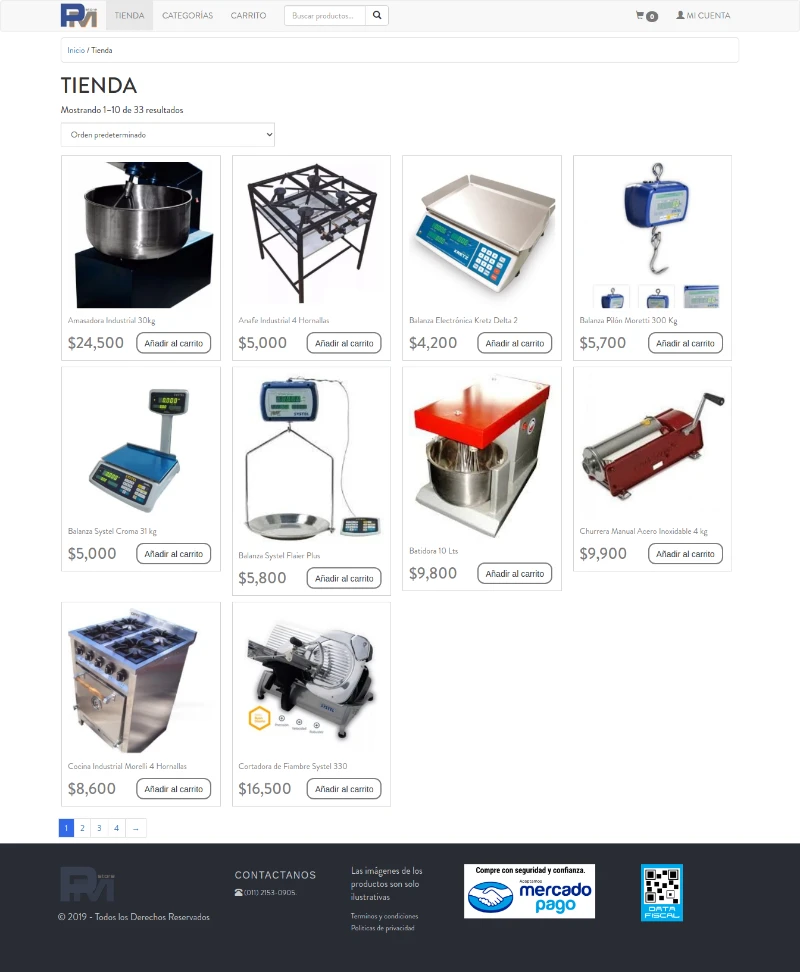 TIENDA
CATEGORÍAS
CARRITO
Buscar productos...
0
MI CUENTA
Inicio / Tienda
TIENDA
Mostrando 1–10 de 33 resultados
Orden predeterminado
Amasadora Industrial 30kg
$24,500
Añadir al carrito
Anafe Industrial 4 Hornallas
$5,000
Añadir al carrito
Balanza Electrónica Kretz Delta 2
$4,200
Añadir al carrito
Balanza Pilón Moretti 300 Kg
$5,700
Añadir al carrito
Balanza Systel Croma 31 kg
$5,000
Añadir al carrito
Balanza Systel Flaier Plus
$5,800
Añadir al carrito
Batidora 10 Lts
$9,800
Añadir al carrito
Churrera Manual Acero Inoxidable 4 kg
$9,900
Añadir al carrito
Cocina Industrial Morelli 4 Hornallas
$8,600
Añadir al carrito
Cortadora de Fiambre Systel 330
$16,500
Añadir al carrito
1 2 3 4 →
© 2019 - Todos los Derechos Reservados
CONTACTANOS
(011) 2153-0905
Las imágenes de los
productos son solo
ilustrativas
Terminos y condiciones
Politicas de privacidad
Compre con seguridad y confianza.
Aceptamos
mercado
pago
DATA
FISCAL